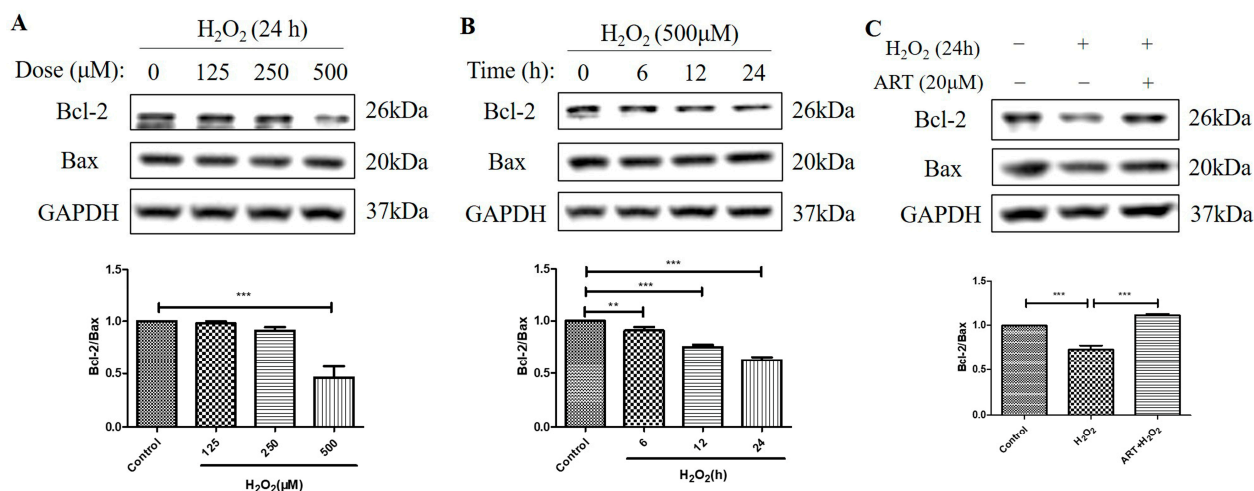 A
H₂O₂ (24 h)
Dose (μM): 0 125 250 500
Bcl-2 26kDa
Bax 20kDa
GAPDH 37kDa
1.5
1.0
0.5
0.0
Bcl-2/Bax
***
Control 125 250 500
H₂O₂(μM)
B
H₂O₂ (500μM)
Time (h): 0 6 12 24
Bcl-2 26kDa
Bax 20kDa
GAPDH 37kDa
1.5
1.0
0.5
0.0
Bcl-2/Bax
***
***
**
Control 6 12 24
H₂O₂(h)
C
H₂O₂ (24h) − + +
ART (20μM) − − +
Bcl-2 26kDa
Bax 20kDa
GAPDH 37kDa
1.5
1.0
1.0
0.5
0.0
Bcl-2/Bax
*** ***
Control H₂O₂ ART+H₂O₂